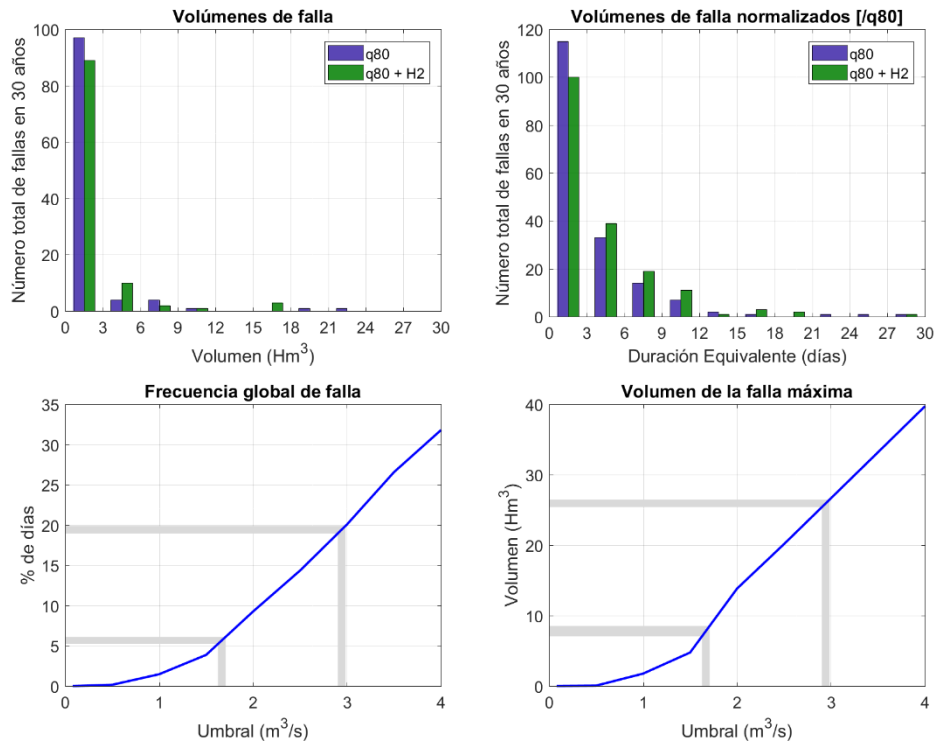 Volúmenes de falla
Número total de fallas en 30 años
100
80
60
40
20
0
q80
q80 + H2
0 3 6 9 12 15 18 21 24 27 30
Volumen (Hm³)
Volúmenes de falla normalizados [/q80]
Número total de fallas en 30 años
120
100
80
60
40
20
0
q80
q80 + H2
0 3 6 9 12 15 18 21 24 27 30
Duración Equivalente (días)
Frecuencia global de falla
% de días
35
30
25
20
15
10
5
0
0 1 2 3 4
Umbral (m³/s)
Volumen de la falla máxima
Volumen (Hm³)
40
30
20
10
0
0 1 2 3 4
Umbral (m³/s)